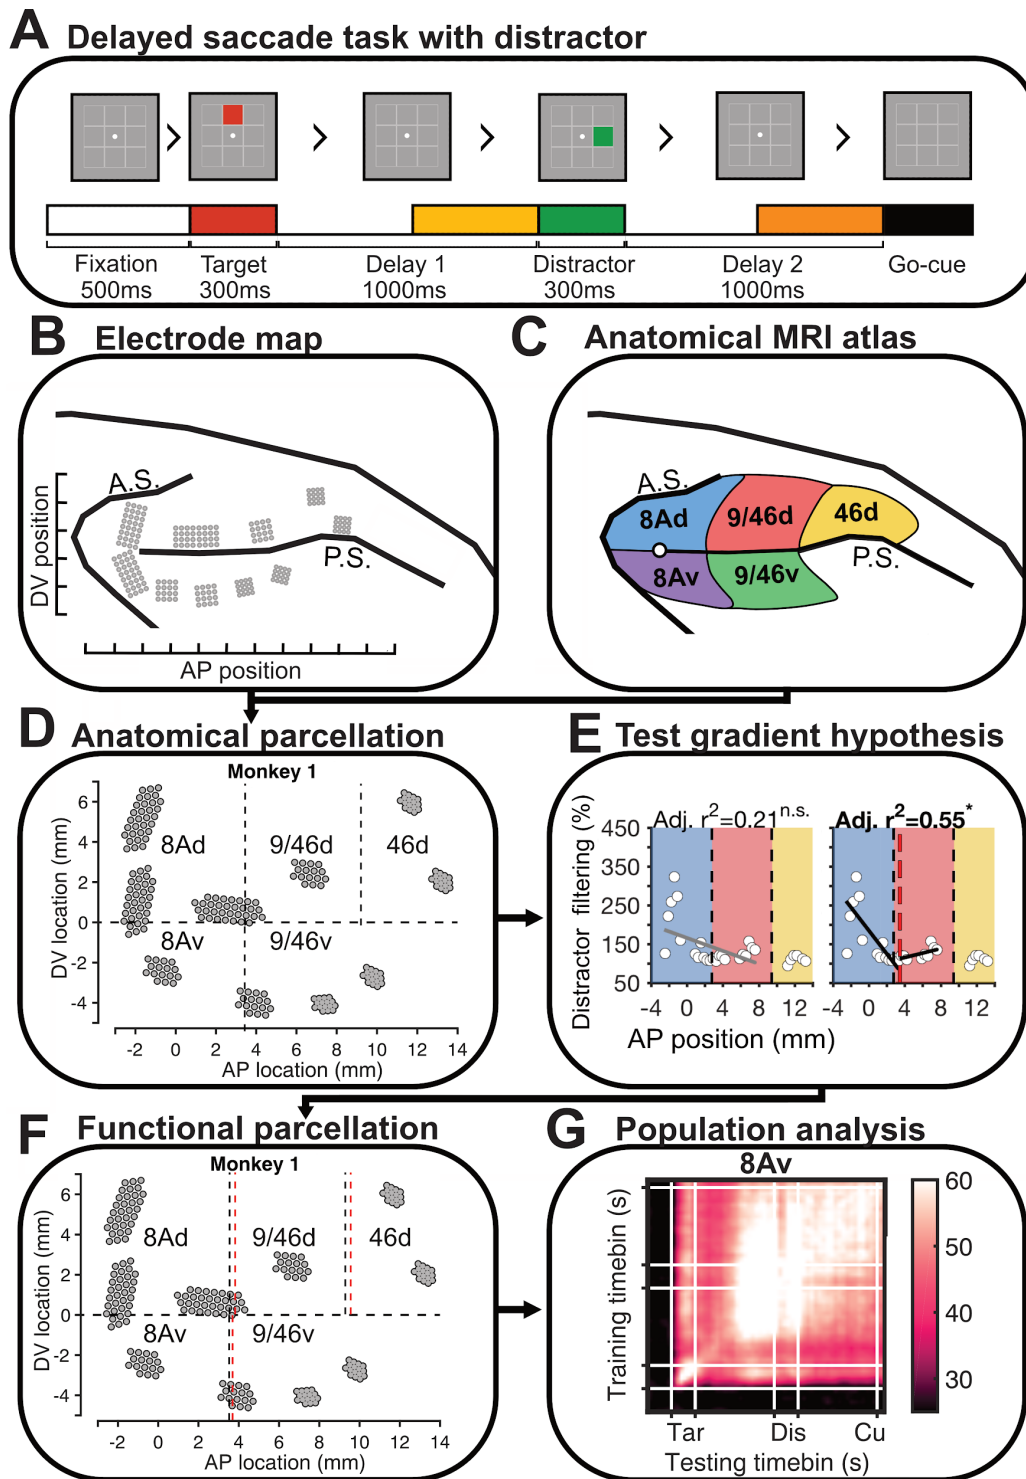 A Delayed saccade task with distractor
Fixation
500ms
Target
300ms
Delay 1
1000ms
Distractor
300ms
Delay 2
1000ms
Go-cue
B Electrode map
A.S.
P.S.
DV position
AP position
C Anatomical MRI atlas
A.S.
8Ad
9/46d
46d
8Av
9/46v
P.S.
D Anatomical parcellation
Monkey 1
8Ad
9/46d
46d
8Av
9/46v
DV location (mm)
6
4
2
0
-2
-4
-2 0 2 4 6 8 10 12 14
AP location (mm)
E Test gradient hypothesis
Adj. r²=0.21n.s.
Adj. r²=0.55*
Distractor filtering (%)
450
350
250
150
50
-4 0 4 8 12
-4 0 4 8 12
AP position (mm)
F Functional parcellation
Monkey 1
8Ad
9/46d
46d
8Av
9/46v
DV location (mm)
6
4
2
0
-2
-4
-2 0 2 4 6 8 10 12 14
AP location (mm)
G Population analysis
8Av
Training timebin (s)
Tar Dis Cu
Testing timebin (s)
60
50
40
30